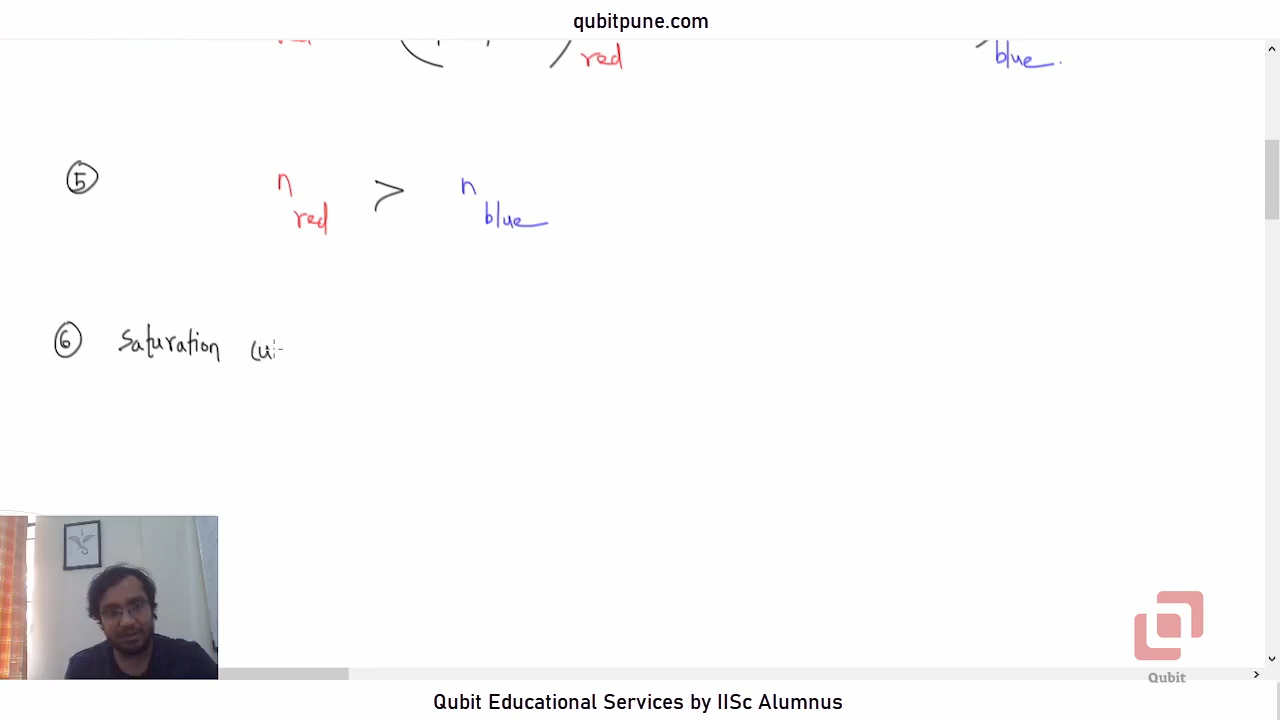 qubitpune.com
red
blue.
5
n red > n blue
6 Saturation
Qubit
Qubit Educational Services by IISc Alumnus